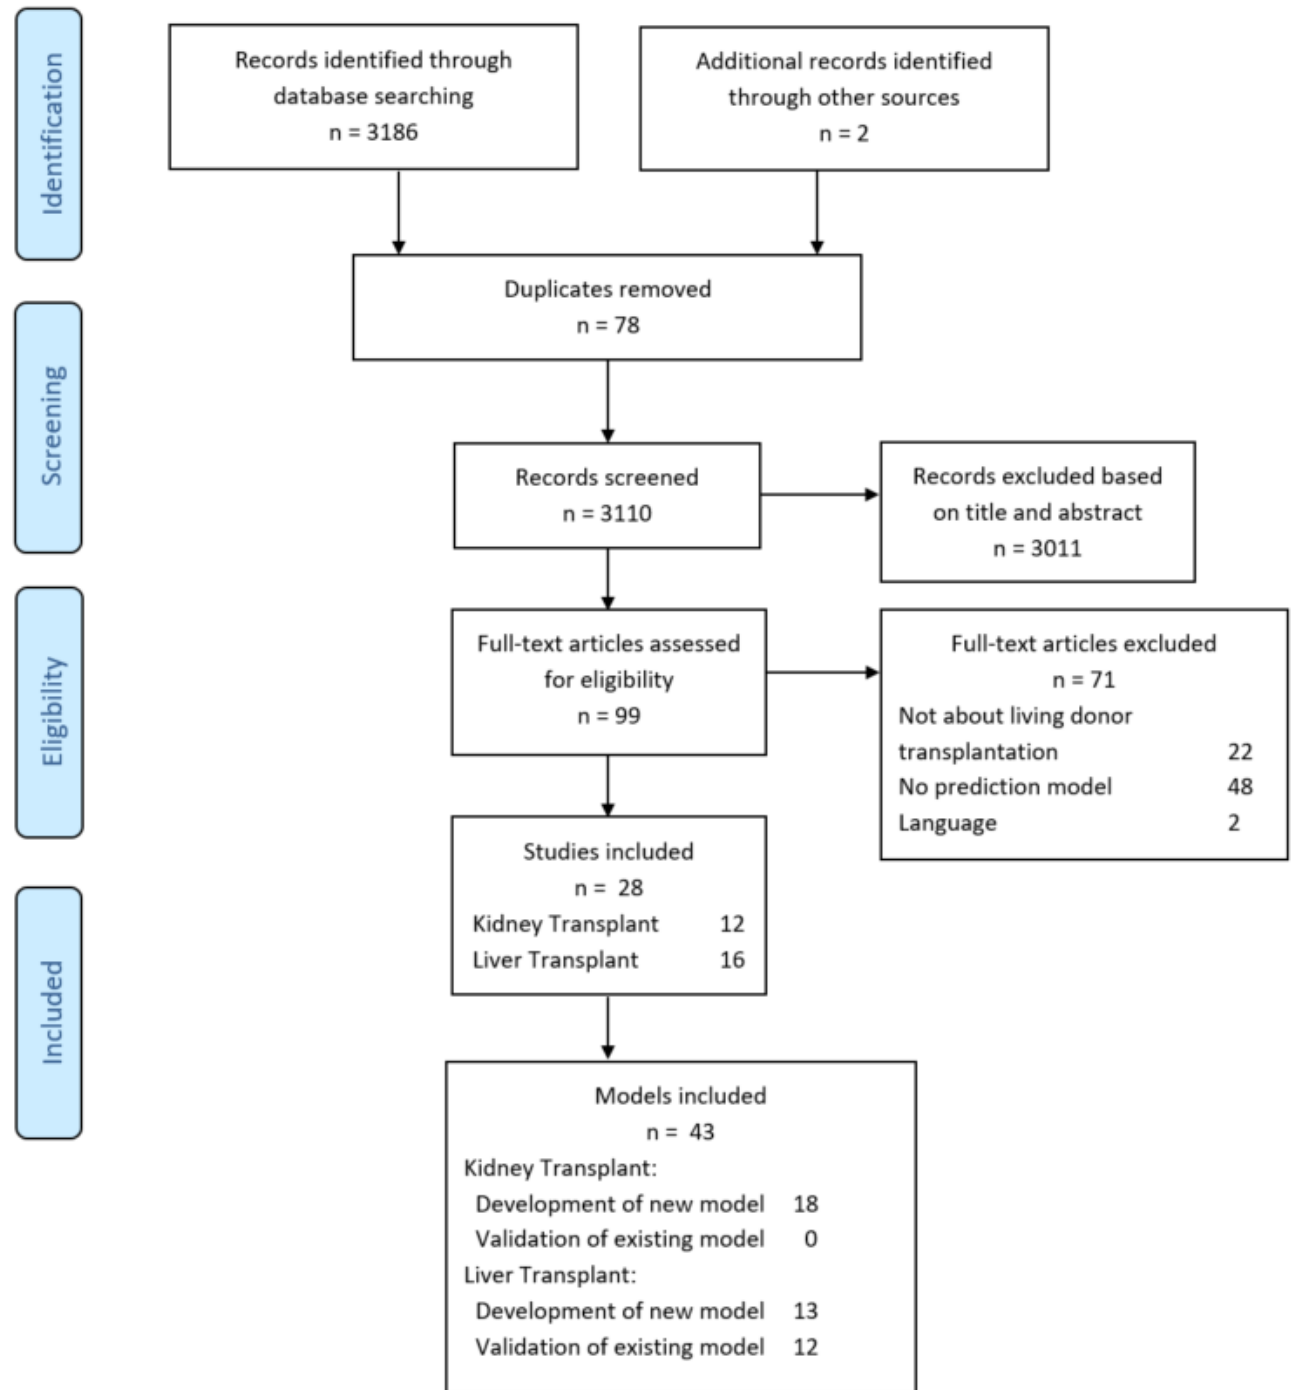 Identification
Records identified through
database searching
n = 3186
Additional records identified
through other sources
n = 2
Duplicates removed
n = 78
Screening
Records screened
n = 3110
Records excluded based
on title and abstract
n = 3011
Eligibility
Full-text articles assessed
for eligibility
n = 99
Full-text articles excluded
n = 71
Not about living donor
transplantation 22
No prediction model 48
Language 2
Studies included
n = 28
Kidney Transplant 12
Liver Transplant 16
Included
Models included
n = 43
Kidney Transplant:
Development of new model 18
Validation of existing model 0
Liver Transplant:
Development of new model 13
Validation of existing model 12